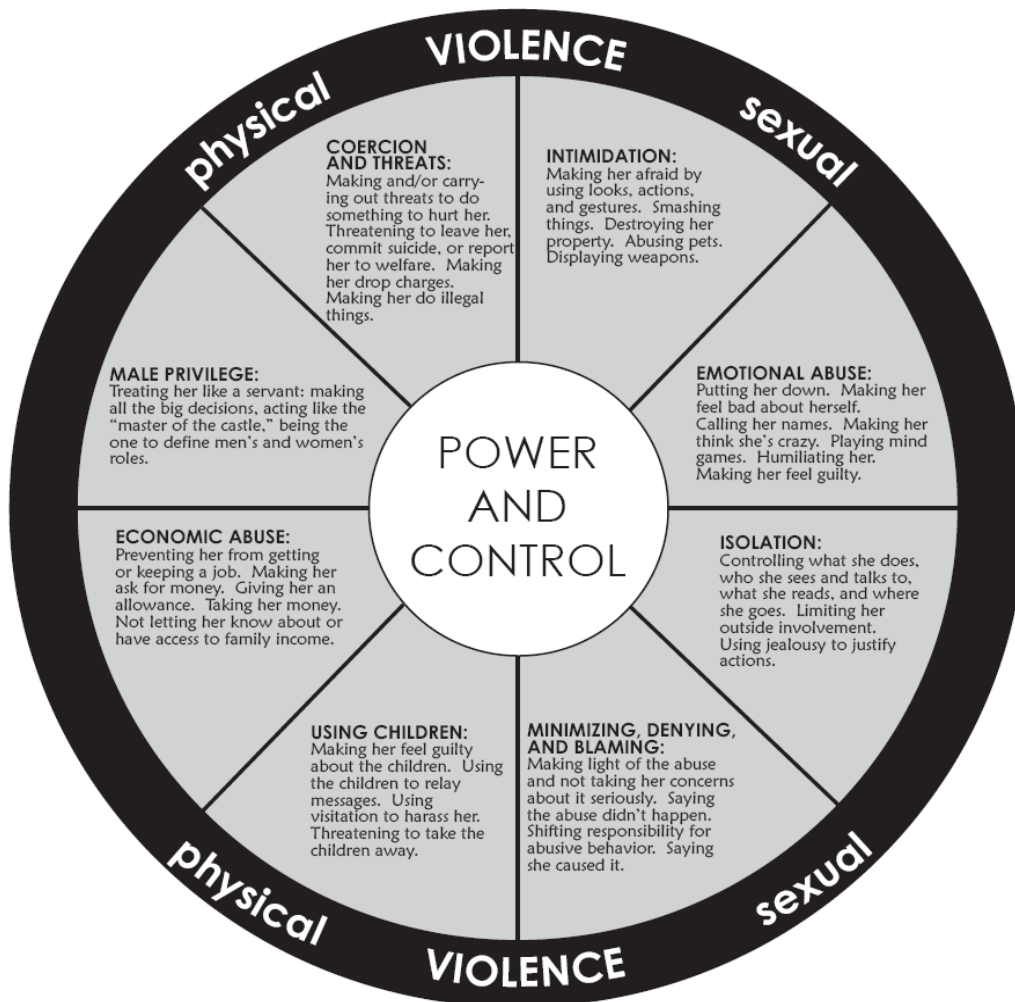 physical
VIOLENCE
sexual
COERCION
AND THREATS:
Making and/or carry-
ing out threats to do
something to hurt her.
Threatening to leave her,
commit suicide, or report
her to welfare.  Making
her drop charges.
Making her do illegal
things.
INTIMIDATION:
Making her afraid by
using looks, actions,
and gestures.  Smashing
things.  Destroying her
property.  Abusing pets.
Displaying weapons.
MALE PRIVILEGE:
Treating her like a servant: making
all the big decisions, acting like the
“master of the castle,” being the
one to define men’s and women’s
roles.
EMOTIONAL ABUSE:
Putting her down.  Making her
feel bad about herself.
Calling her names.  Making her
think she’s crazy.  Playing mind
games.  Humiliating her.
Making her feel guilty.
POWER
AND
CONTROL
ECONOMIC ABUSE:
Preventing her from getting
or keeping a job.  Making her
ask for money.  Giving her an
allowance.  Taking her money.
Not letting her know about or
have access to family income.
ISOLATION:
Controlling what she does,
who she sees and talks to,
what she reads, and where
she goes.  Limiting her
outside involvement.
Using jealousy to justify
actions.
USING CHILDREN:
Making her feel guilty
about the children.  Using
the children to relay
messages.  Using
visitation to harass her.
Threatening to take the
children away.
MINIMIZING, DENYING,
AND BLAMING:
Making light of the abuse
and not taking her concerns
about it seriously.  Saying
the abuse didn’t happen.
Shifting responsibility for
abusive behavior.  Saying
she caused it.
physical
VIOLENCE
sexual